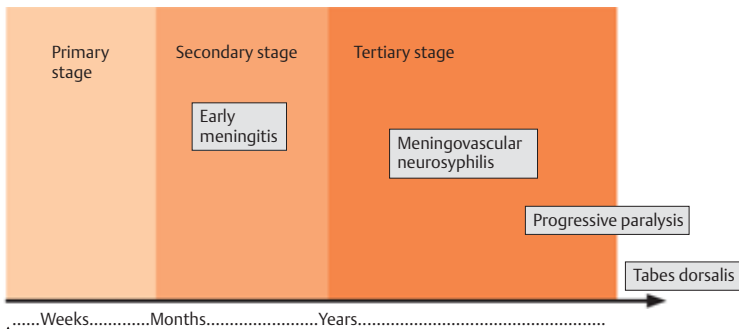 Primary
stage
Secondary stage
Tertiary stage
Early
meningitis
Meningovascular
neurosyphilis
Progressive paralysis
Tabes dorsalis
......Weeks.............Months........................Years.....................................................